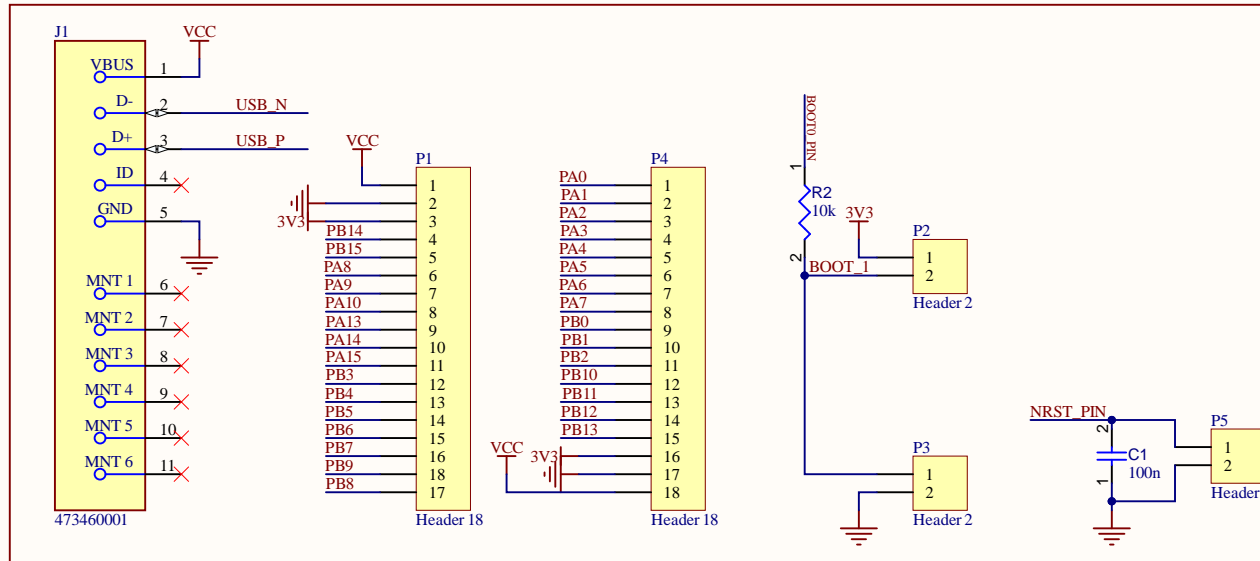 J1
VCC
VBUS 1
D- 2 USB_N
D+ 3 USB_P
ID 4
GND 5
MNT 1 6
MNT 2 7
MNT 3 8
MNT 4 9
MNT 5 10
MNT 6 11
473460001
P1
VCC
1
2
3V3 3
PB14 4
PB15 5
PA8 6
PA9 7
PA10 8
PA13 9
PA14 10
PA15 11
PB3 12
PB4 13
PB5 14
PB6 15
PB7 16
PB9 18
PB8 17
Header 18
P4
PA0 1
PA1 2
PA2 3
PA3 4
PA4 5
PA5 6
PA6 7
PA7 8
PB0 9
PB1 10
PB2 11
PB10 12
PB11 13
PB12 14
PB13 15
3V3 16
17
VCC 18
Header 18
BOOT0_PIN
1
R2
10k
2
3V3
P2
1
BOOT_1 2
Header 2
P3
1
2
Header 2
NRST_PIN
2
C1
100n
1
P5
1
2
Header